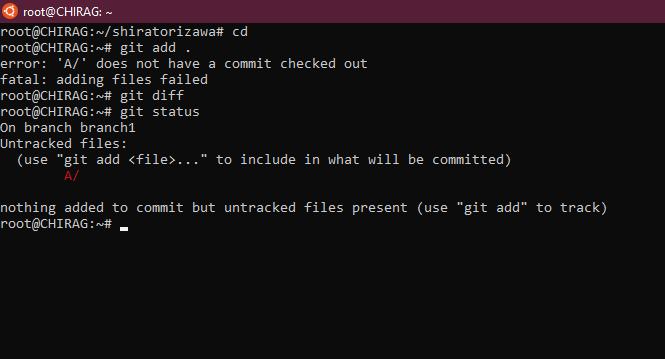 root@CHIRAG: ~
root@CHIRAG:~/shiratorizawa# cd
root@CHIRAG:~# git add .
error: 'A/' does not have a commit checked out
fatal: adding files failed
root@CHIRAG:~# git diff
root@CHIRAG:~# git status
On branch branch1
Untracked files:
  (use "git add <file>..." to include in what will be committed)
        A/

nothing added to commit but untracked files present (use "git add" to track)
root@CHIRAG:~#